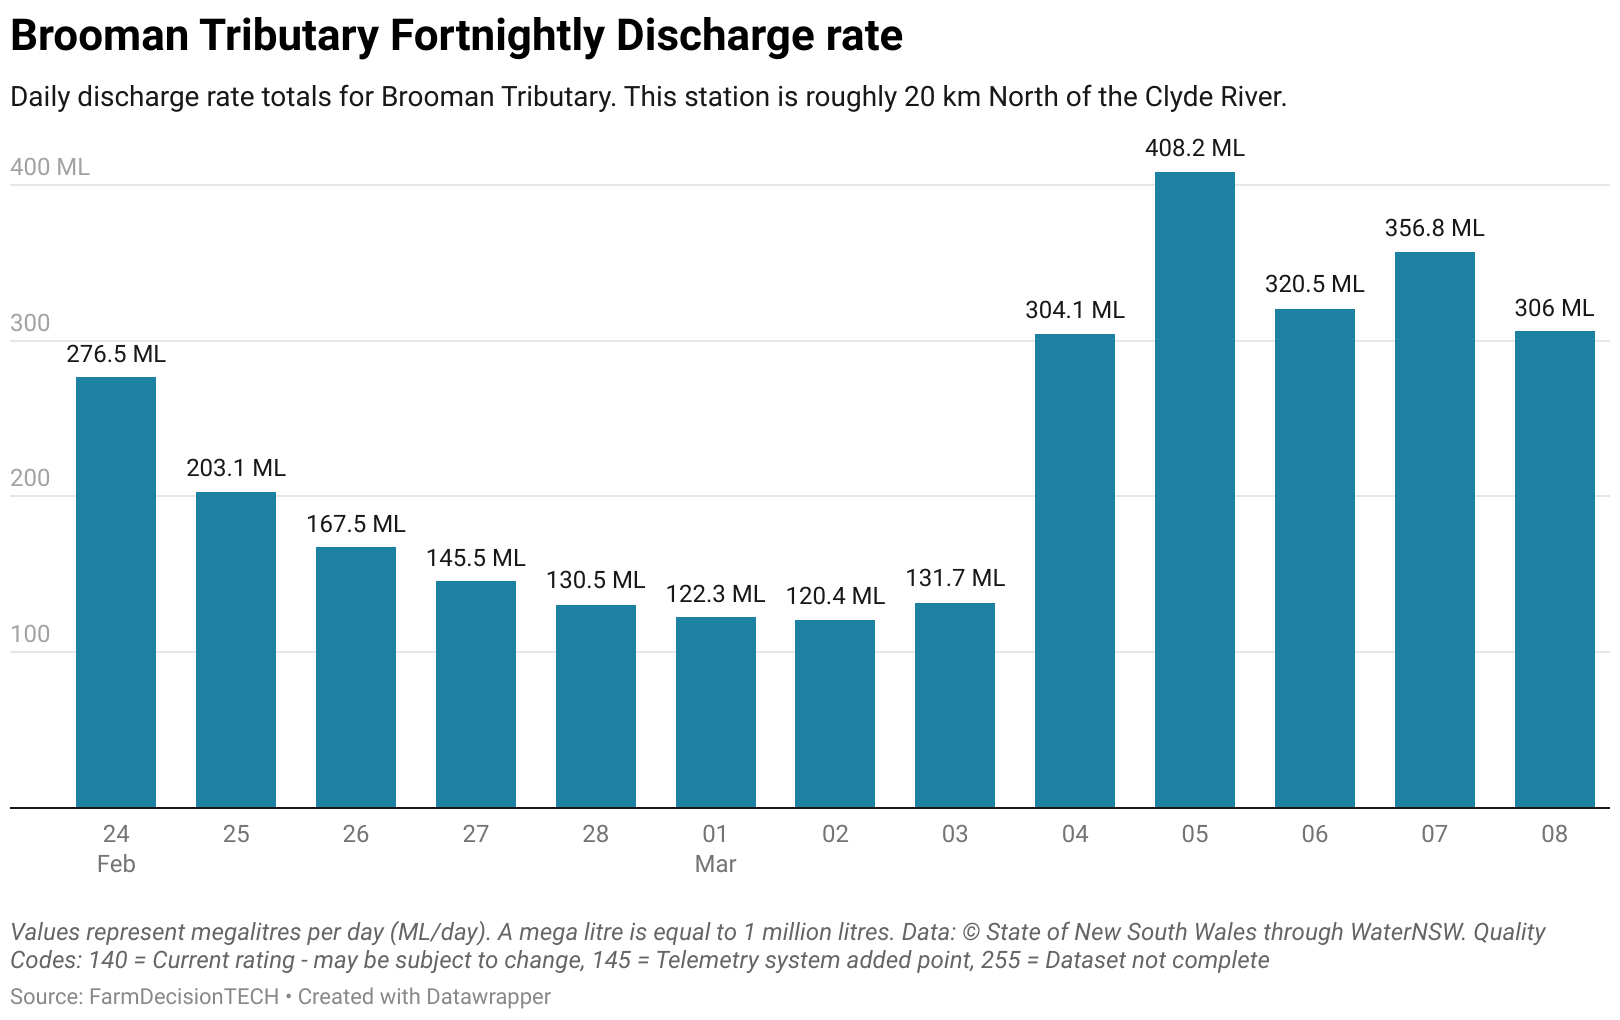 Brooman Tributary Fortnightly Discharge rate
Daily discharge rate totals for Brooman Tributary. This station is roughly 20 km North of the Clyde River.
400 ML
300
200
100
276.5 ML
203.1 ML
167.5 ML
145.5 ML
130.5 ML
122.3 ML
120.4 ML
131.7 ML
304.1 ML
408.2 ML
320.5 ML
356.8 ML
306 ML
24 25 26 27 28 01 02 03 04 05 06 07 08
Feb Mar
Values represent megalitres per day (ML/day). A mega litre is equal to 1 million litres. Data: © State of New South Wales through WaterNSW. Quality
Codes: 140 = Current rating - may be subject to change, 145 = Telemetry system added point, 255 = Dataset not complete
Source: FarmDecisionTECH • Created with Datawrapper